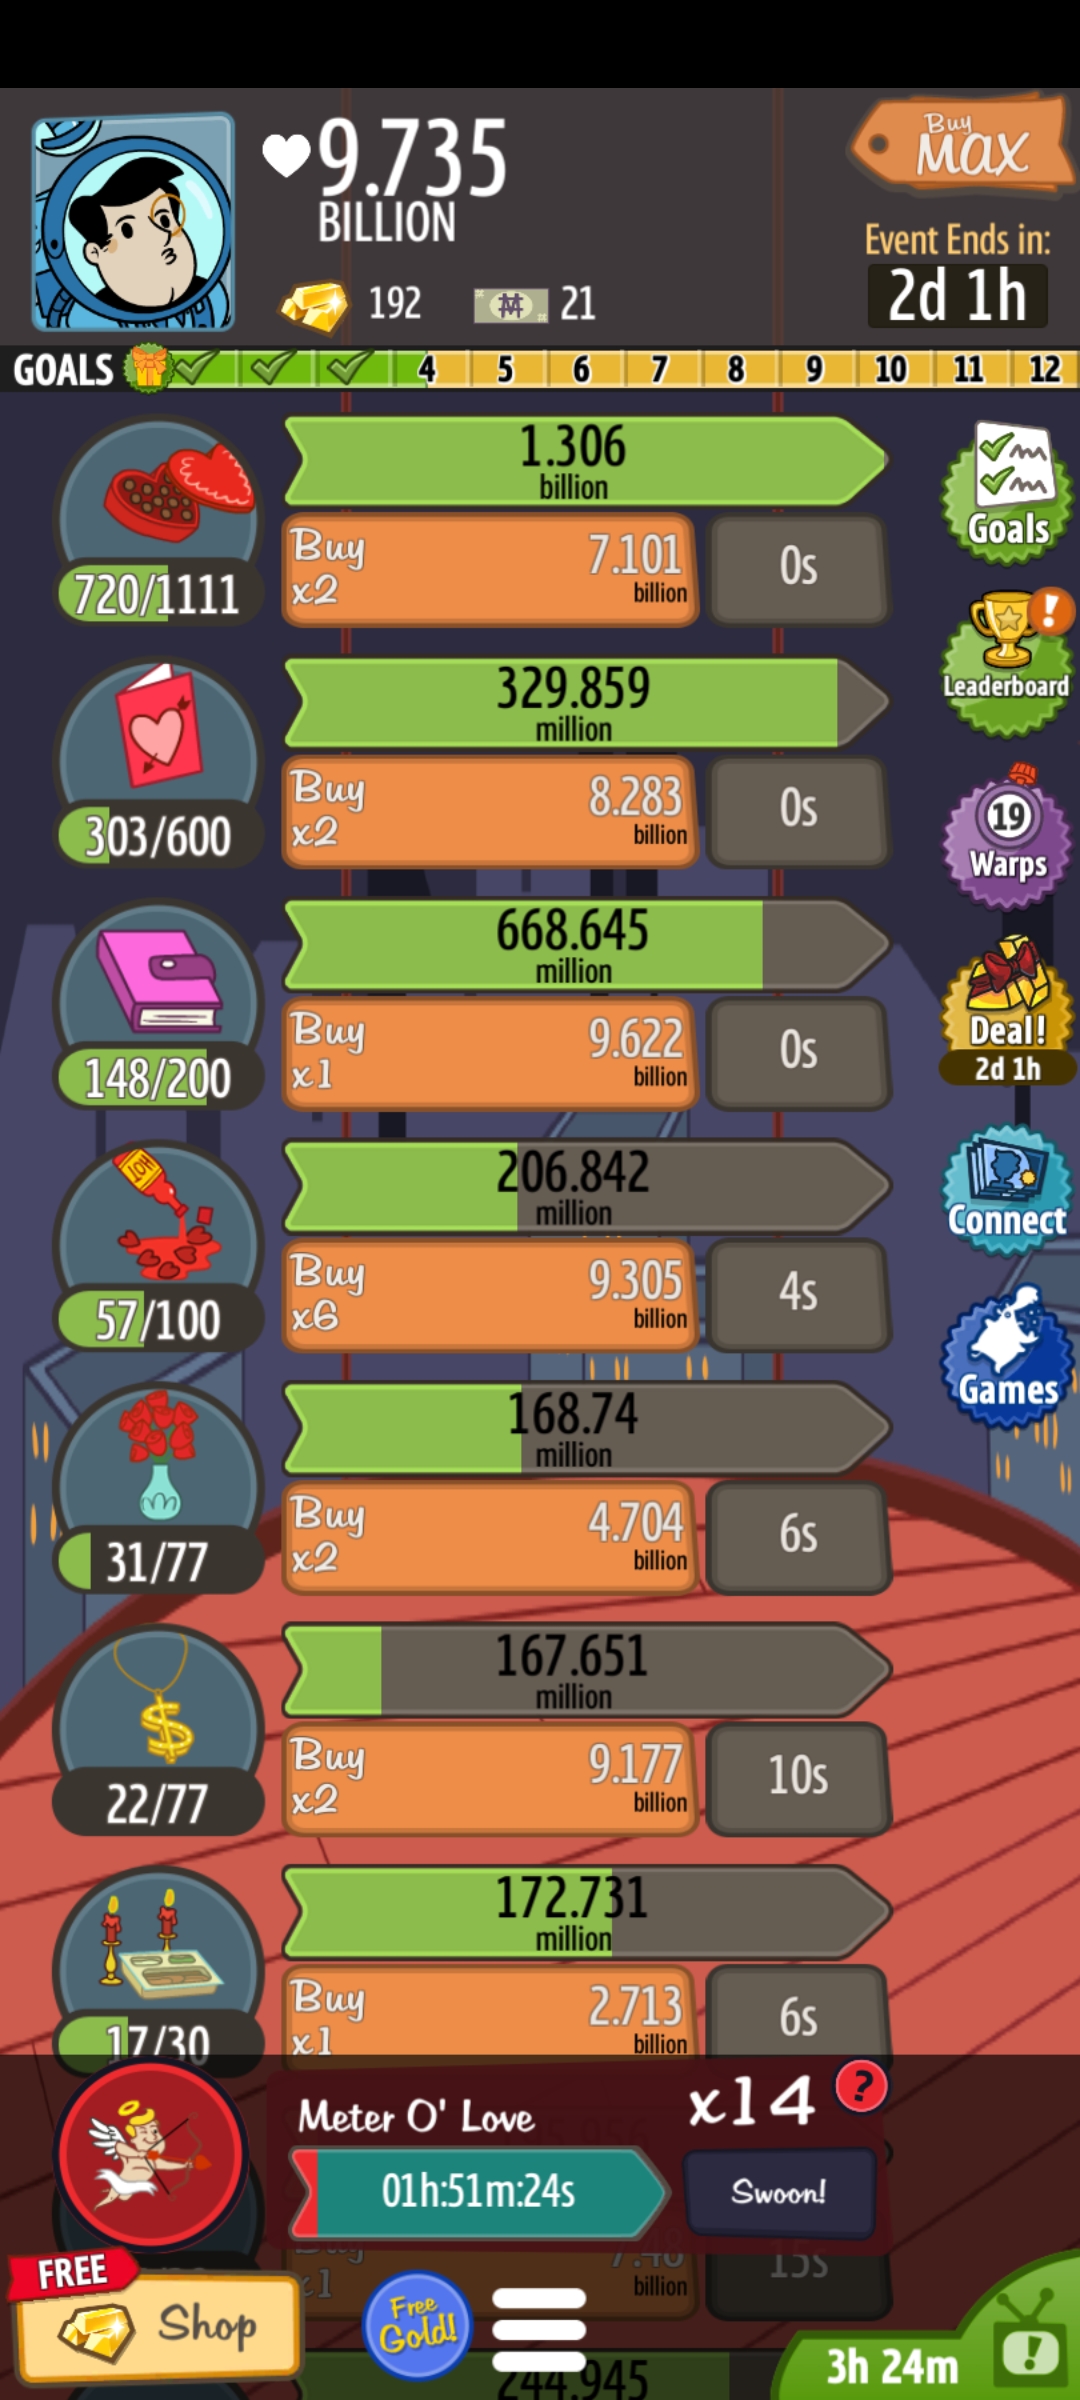 9.735
BILLION
192
21
Buy
MAX
Event Ends in:
2d 1h
GOALS 4 5 6 7 8 9 10 11 12
1.306
billion
720/1111
Buy
x2
7.101
billion
0s
Goals
Leaderboard
329.859
million
303/600
Buy
x2
8.283
billion
0s
19
Warps
668.645
million
148/200
Buy
x1
9.622
billion
0s
Deal!
2d 1h
HOT
206.842
million
57/100
Buy
x6
9.305
billion
4s
Connect
168.74
million
31/77
Buy
x2
4.704
billion
6s
Games
167.651
million
22/77
Buy
x2
9.177
billion
10s
172.731
million
17/30
Buy
x1
2.713
billion
6s
Meter O' Love
x14
?
01h:51m:24s
Swoon!
Buy
x1
7.48
billion
15s
FREE
Shop
Free
Gold!
3h 24m
244.945